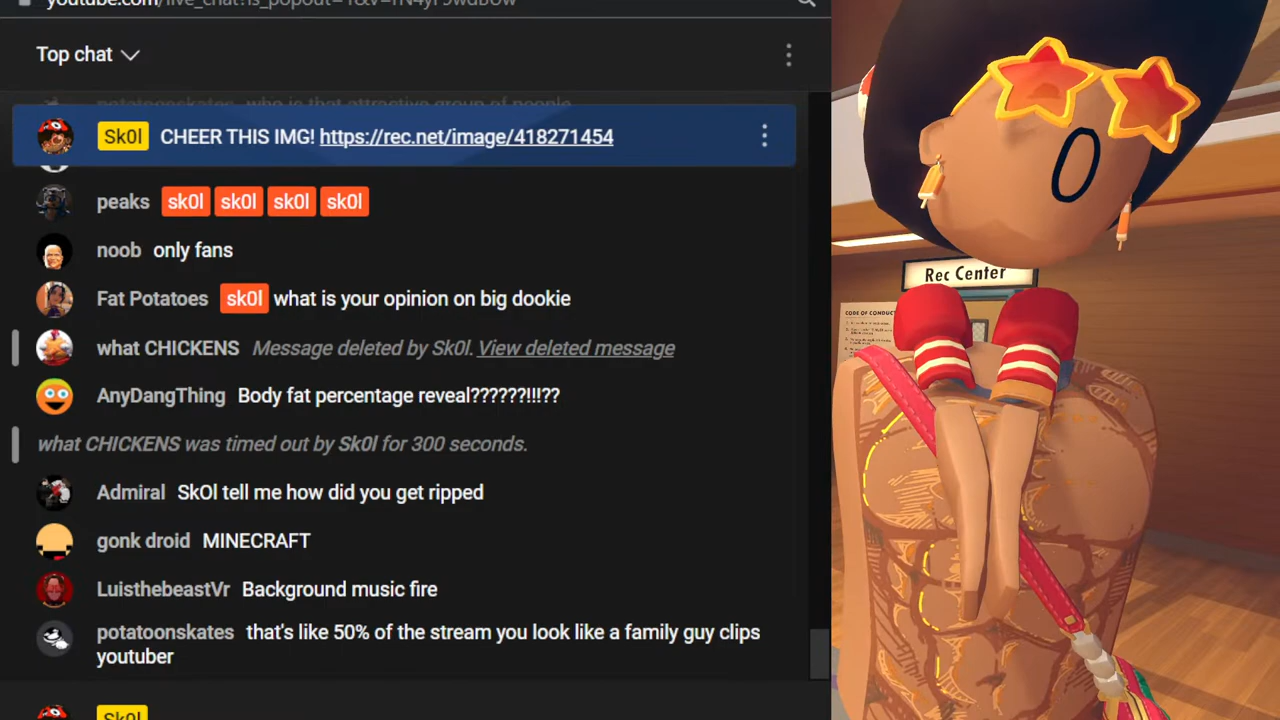 Top chat
Sk0l CHEER THIS IMG! https://rec.net/image/418271454
peaks sk0l sk0l sk0l sk0l
noob only fans
Fat Potatoes sk0l what is your opinion on big dookie
what CHICKENS Message deleted by Sk0l. View deleted message
AnyDangThing Body fat percentage reveal??????!!!??
what CHICKENS was timed out by Sk0l for 300 seconds.
Admiral SkOl tell me how did you get ripped
gonk droid MINECRAFT
LuisthebeastVr Background music fire
potatoonskates that's like 50% of the stream you look like a family guy clips
youtuber
Sk0l
Rec Center
CODE OF CONDUCT